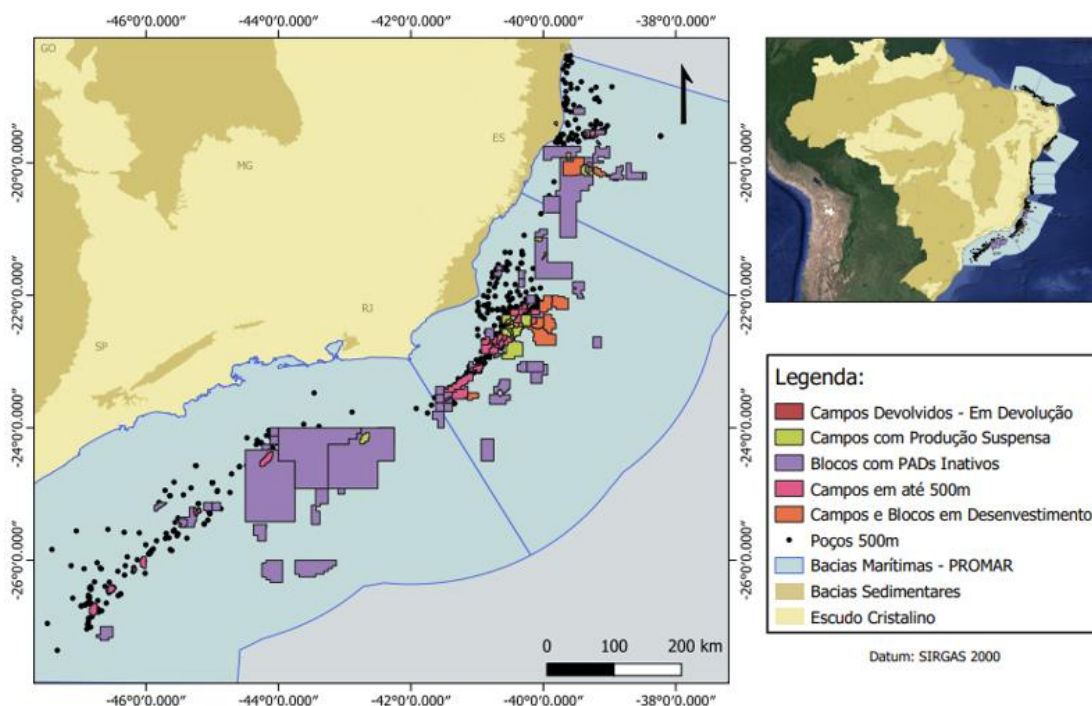 -46°0'0.000" -44°0'0.000" -42°0'0.000" -40°0'0.000" -38°0'0.000"
GO
BA
ES
MG
RJ
SP
-20°0'0.000"
-22°0'0.000"
-24°0'0.000"
-26°0'0.000"
-20°0'0.000"
-22°0'0.000"
-24°0'0.000"
-26°0'0.000"
0 100 200 km
-46°0'0.000" -44°0'0.000" -42°0'0.000" -40°0'0.000" -38°0'0.000"
Legenda:
Campos Devolvidos - Em Devolução
Campos com Produção Suspensa
Blocos com PADs Inativos
Campos em até 500m
Campos e Blocos em Desenvestimento
Poços 500m
Bacias Marítimas - PROMAR
Bacias Sedimentares
Escudo Cristalino
Datum: SIRGAS 2000